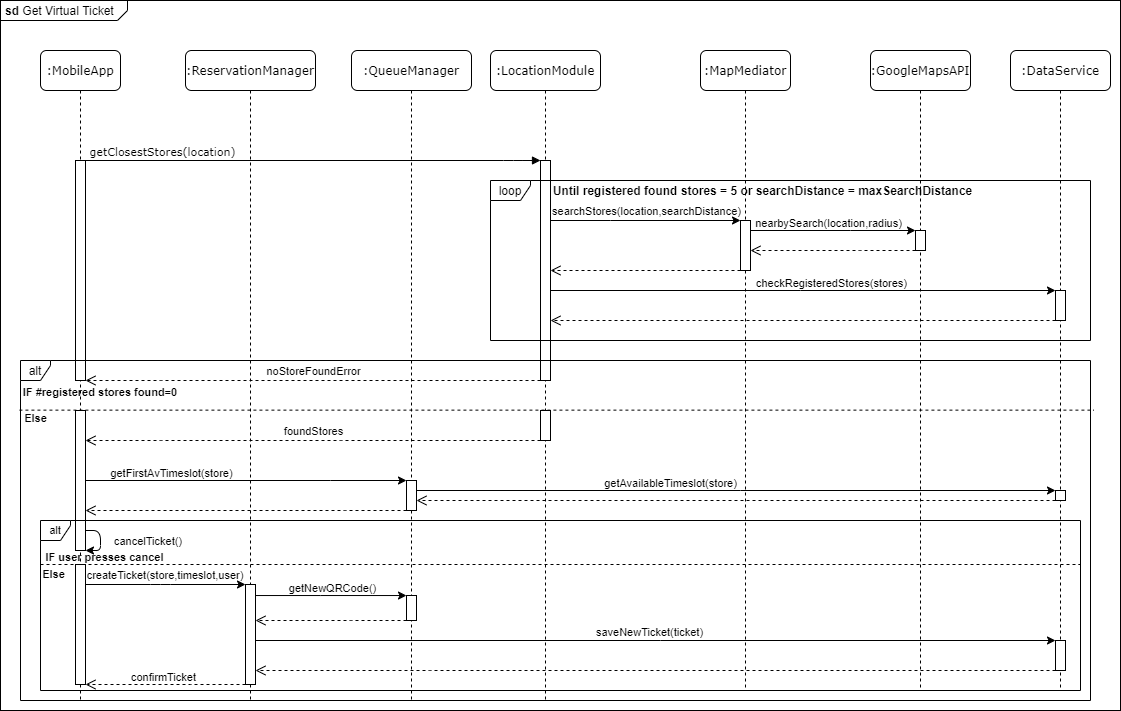 sd Get Virtual Ticket
:MobileApp
:ReservationManager
:QueueManager
:LocationModule
:MapMediator
:GoogleMapsAPI
:DataService
getClosestStores(location)
loop
Until registered found stores = 5 or searchDistance = maxSearchDistance
searchStores(location,searchDistance)
nearbySearch(location,radius)
checkRegisteredStores(stores)
alt
noStoreFoundError
IF #registered stores found=0
Else
foundStores
getFirstAvTimeslot(store)
getAvailableTimeslot(store)
alt
cancelTicket()
IF user presses cancel
Else
createTicket(store,timeslot,user)
getNewQRCode()
saveNewTicket(ticket)
confirmTicket